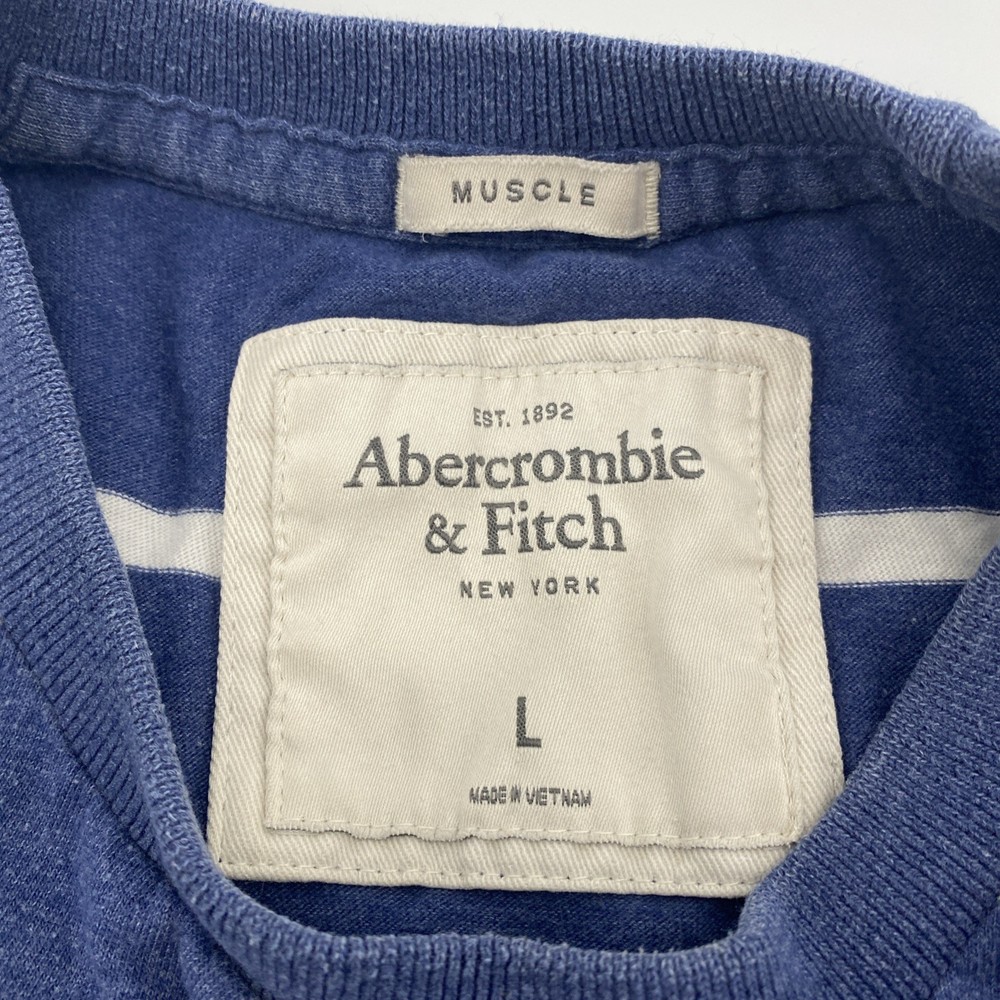 MUSCLE
EST. 1892
Abercrombie
& Fitch
NEW YORK
L
MADE IN VIETNAM